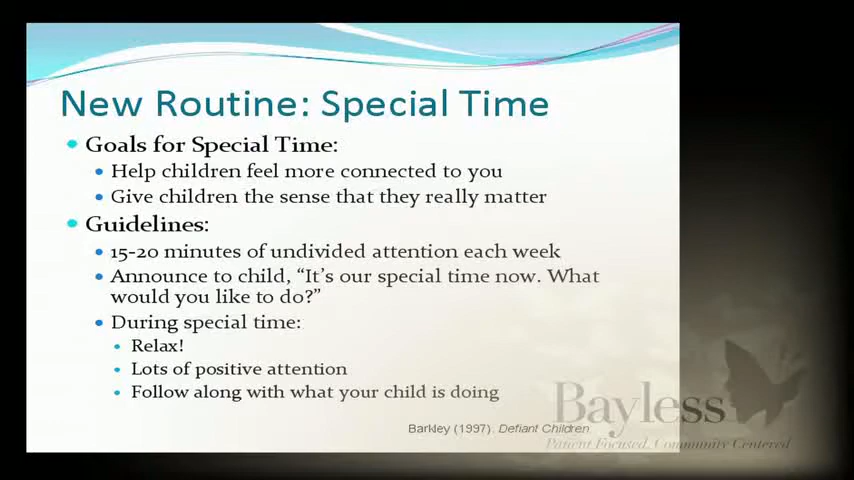 New Routine: Special Time
Goals for Special Time:
Help children feel more connected to you
Give children the sense that they really matter
Guidelines:
15-20 minutes of undivided attention each week
Announce to child, “It’s our special time now. What
would you like to do?”
During special time:
Relax!
Lots of positive attention
Follow along with what your child is doing
Barkley (1997). Defiant Children
Bayless
Patient Focused, Community Centered